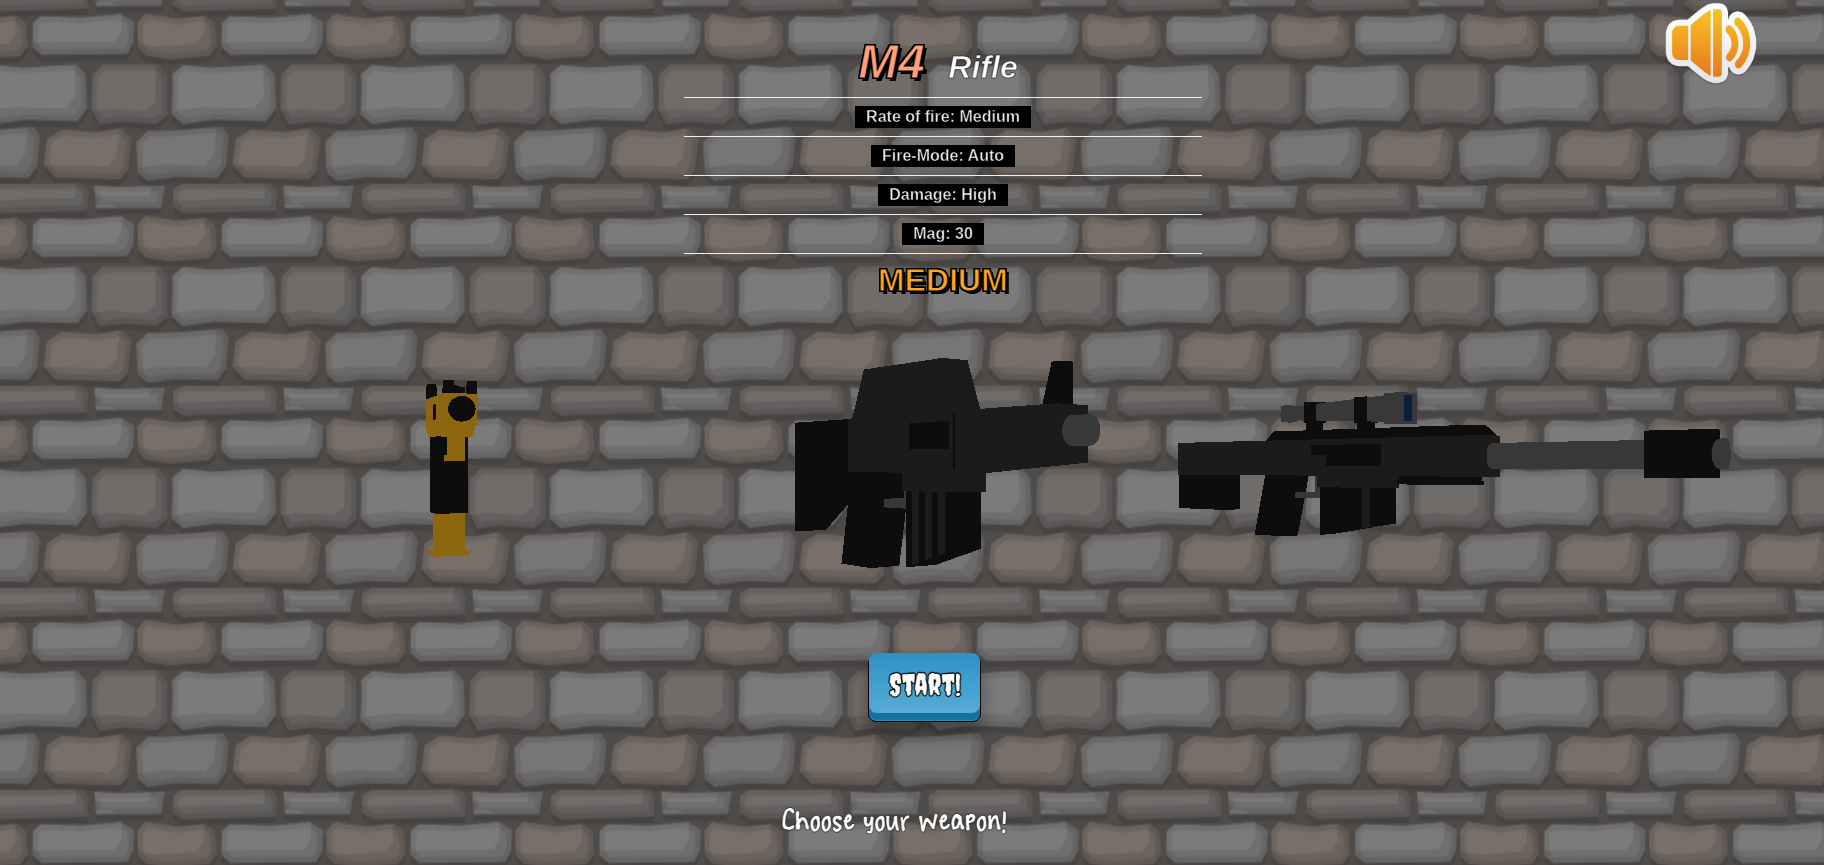 M4 Rifle
Rate of fire: Medium
Fire-Mode: Auto
Damage: High
Mag: 30
MEDIUM
START!
Choose your weapon!